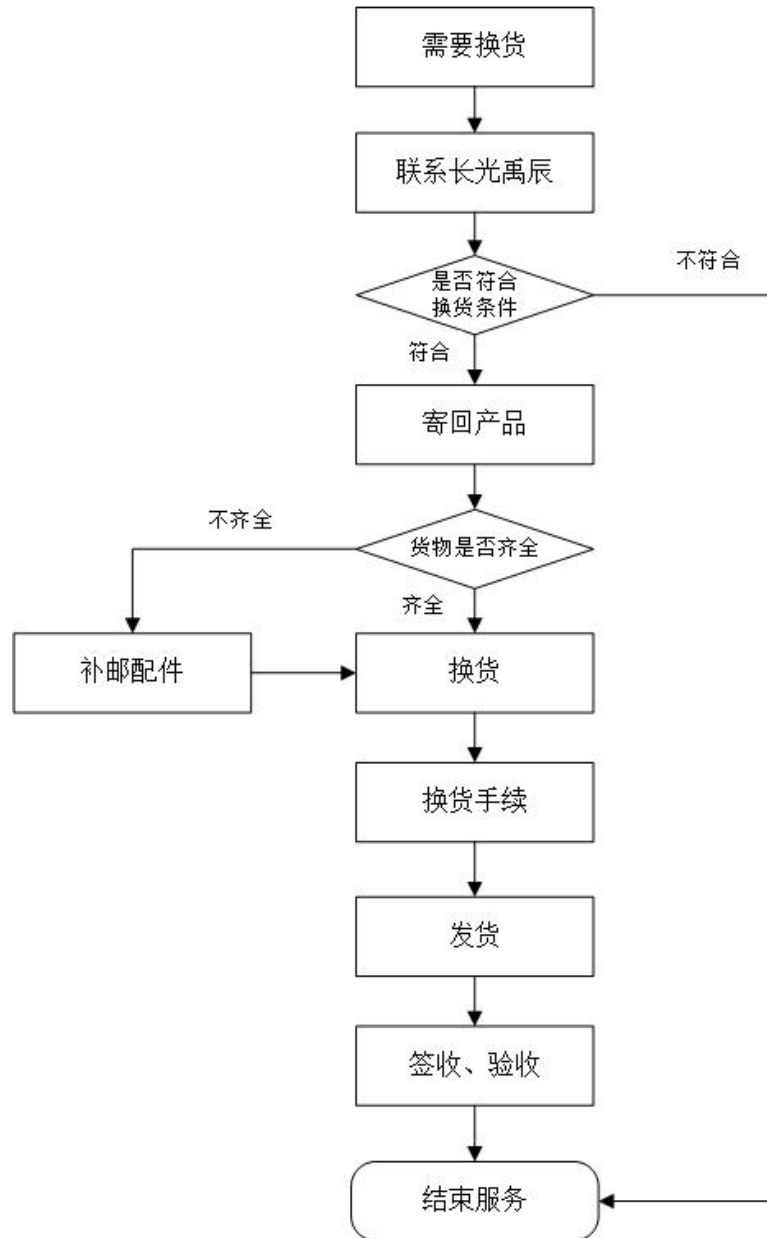 需要换货
联系长光禹辰
不符合
是否符合
换货条件
符合
寄回产品
不齐全
货物是否齐全
齐全
补邮配件
换货
换货手续
发货
签收、验收
结束服务